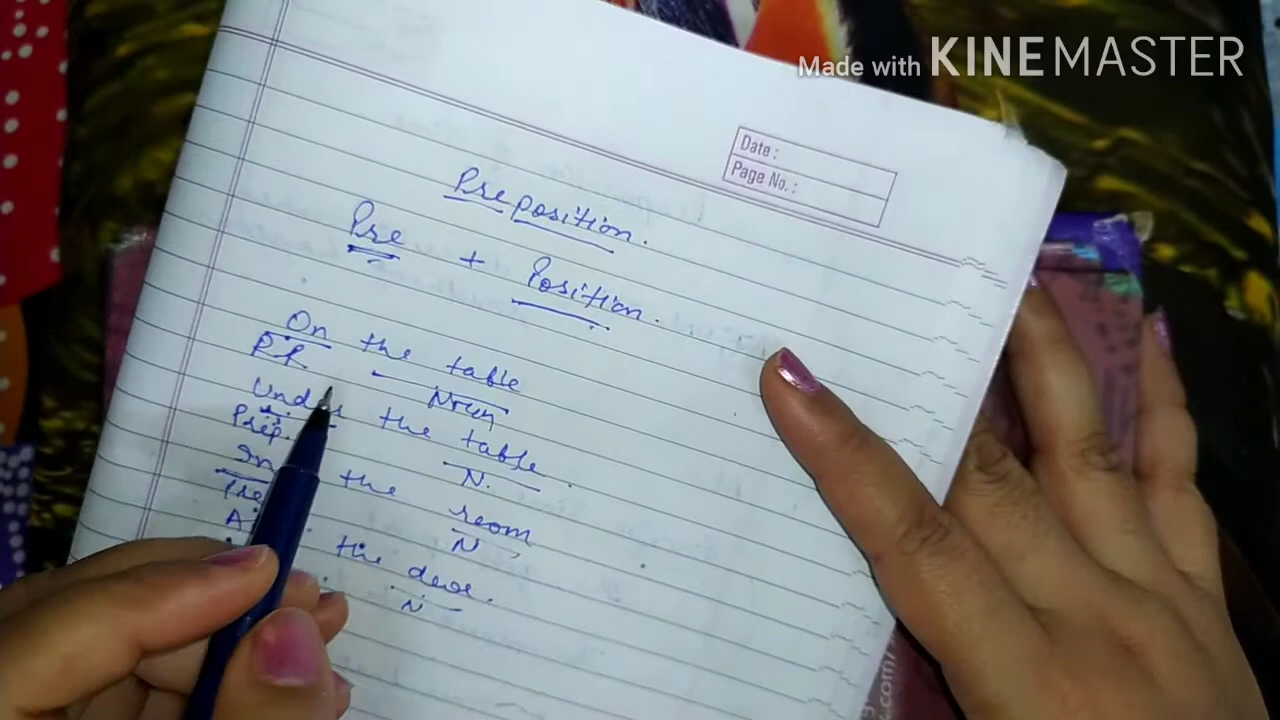 Made with KINEMASTER
Date :
Page No. :
Preposition.
Pre + Position.
On the table
Noun
Under the table
Prep. N.
In the room
N
the door.
N